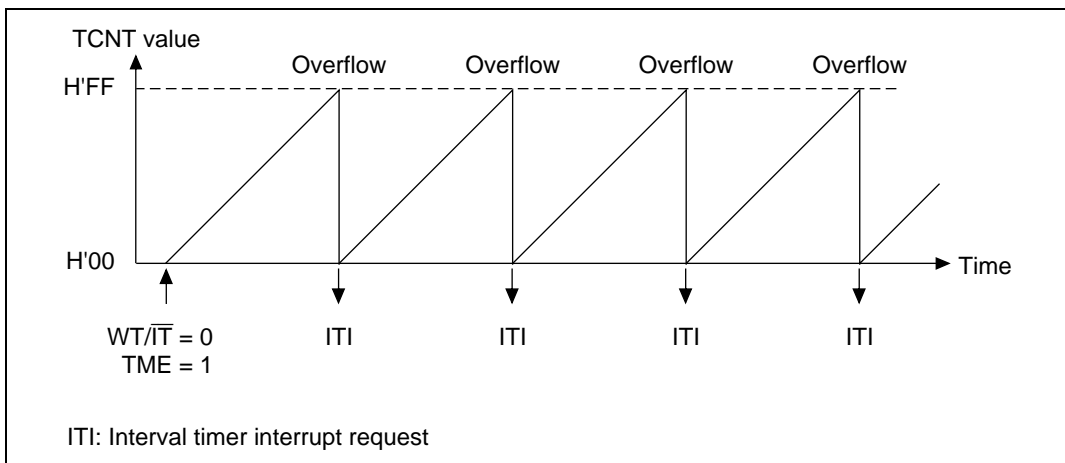 TCNT value
Overflow Overflow Overflow Overflow
H'FF
H'00
Time
WT/I̅T̅ = 0 ITI ITI ITI ITI
TME = 1
ITI: Interval timer interrupt request